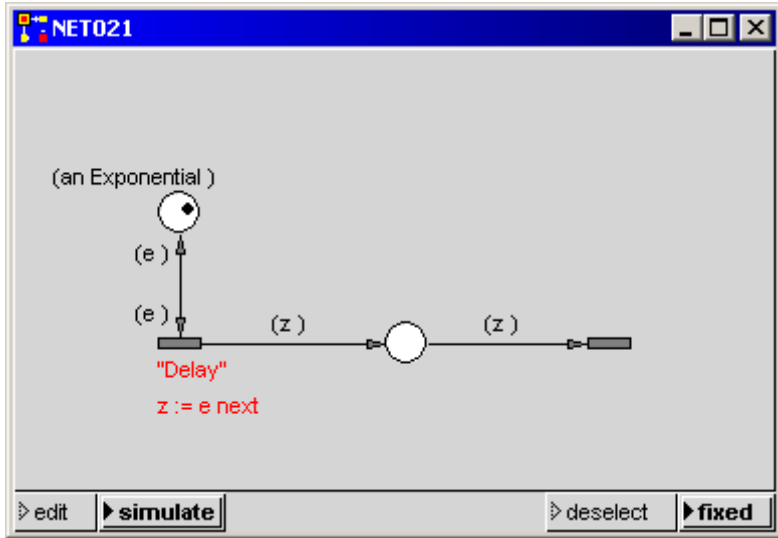 NET021
(an Exponential )
(e )
(e )
(z )
(z )
"Delay"
z := e next
edit
simulate
deselect
fixed